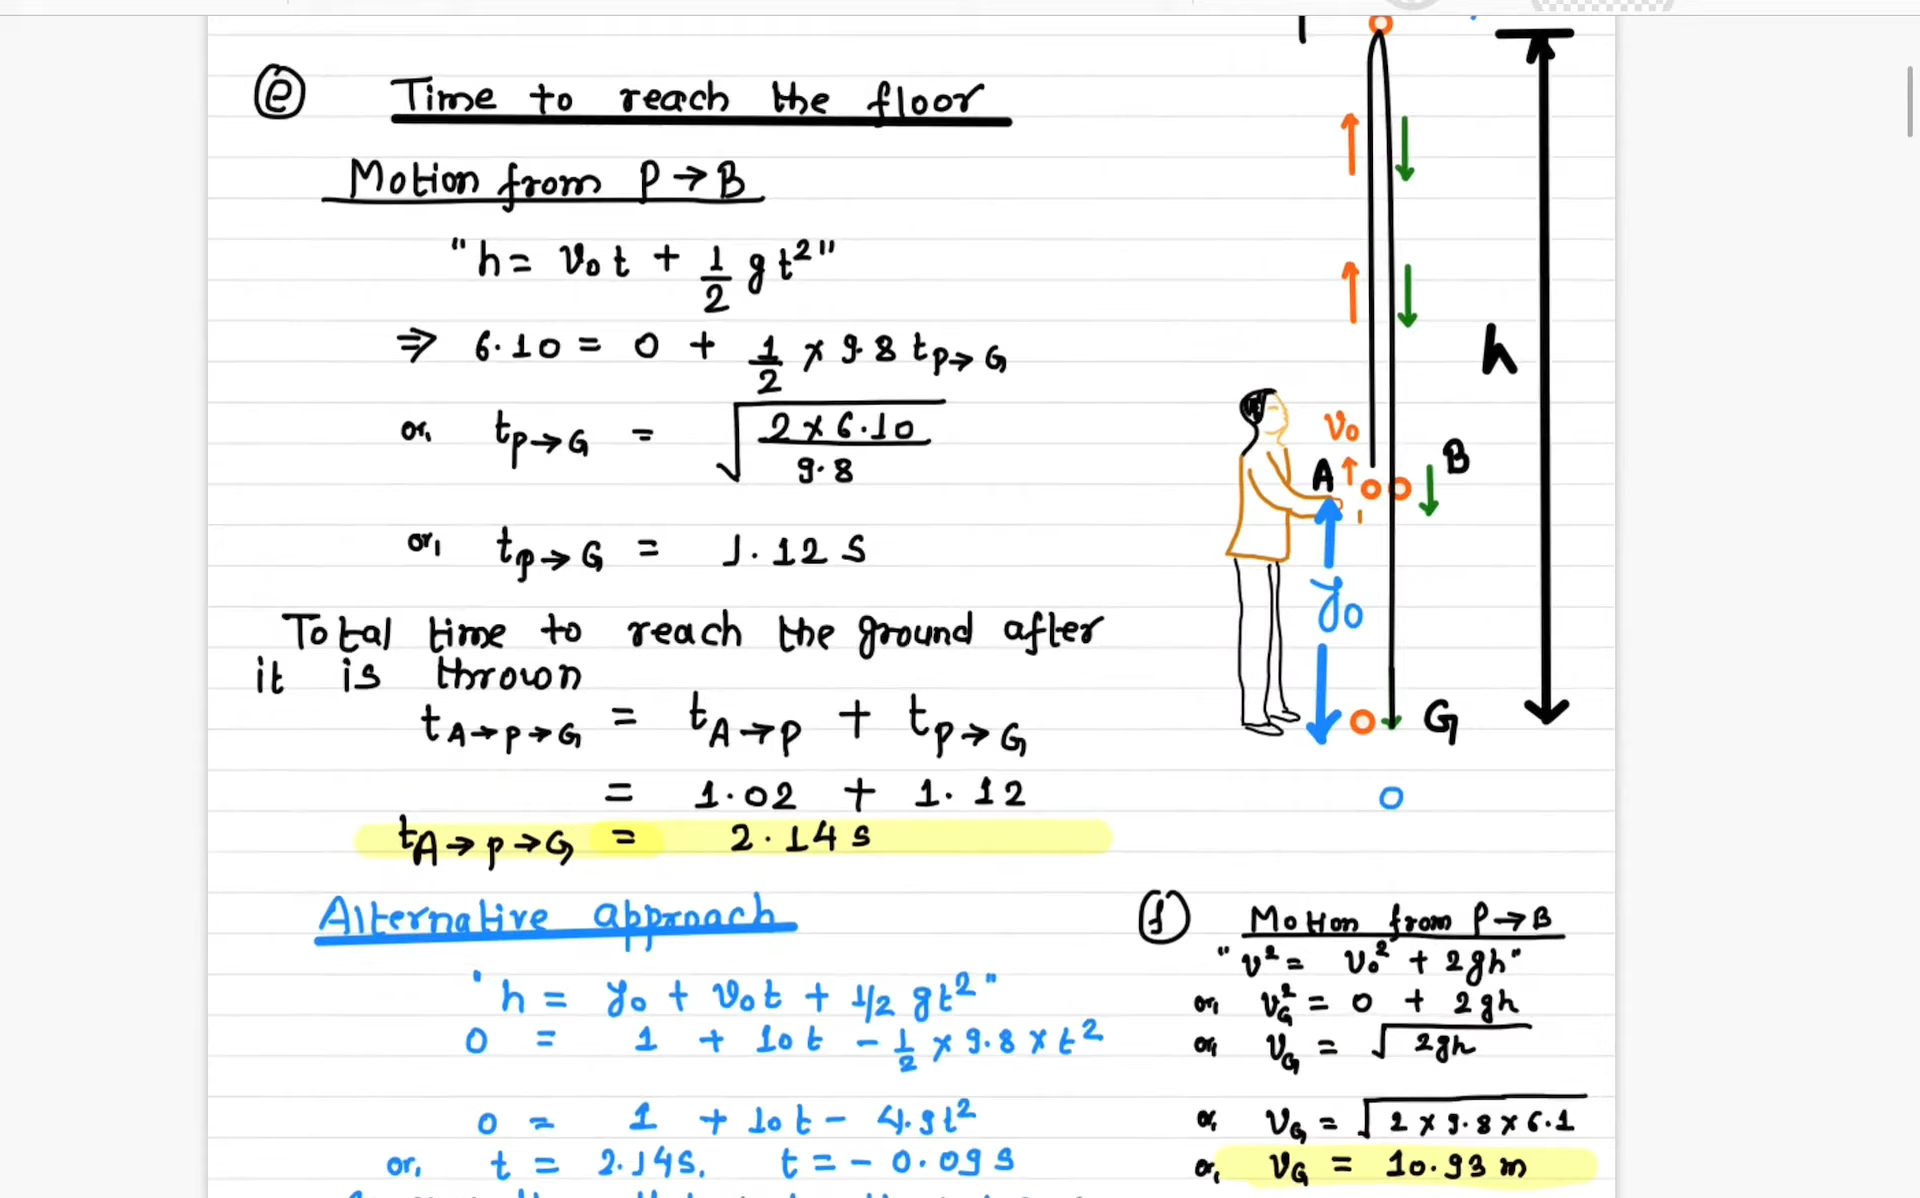 ⓔ Time to reach the floor
Motion from P → B
"h = v₀t + 1/2 gt²"
⇒ 6.10 = 0 + 1/2 × 9.8 t_P→G
or, t_P→G = √(2 × 6.10 / 9.8)
or, t_P→G = 1.12 s
Total time to reach the ground after
it is thrown
t_A→P→G = t_A→P + t_P→G
= 1.02 + 1.12
t_A→P→G = 2.14 s
Alternative approach
"h = y₀ + v₀t + 1/2 gt²"
0 = 1 + 10t - 1/2 × 9.8 × t²
0 = 1 + 10t - 4.9t²
or, t = 2.14s, t = - 0.09 s
h
v₀
A
B
y₀
G
0
ⓕ Motion from P → B
"v² = v₀² + 2gh"
or, v_G² = 0 + 2gh
or, v_G = √2gh
or, v_G = √2 × 9.8 × 6.1
or, v_G = 10.93 m